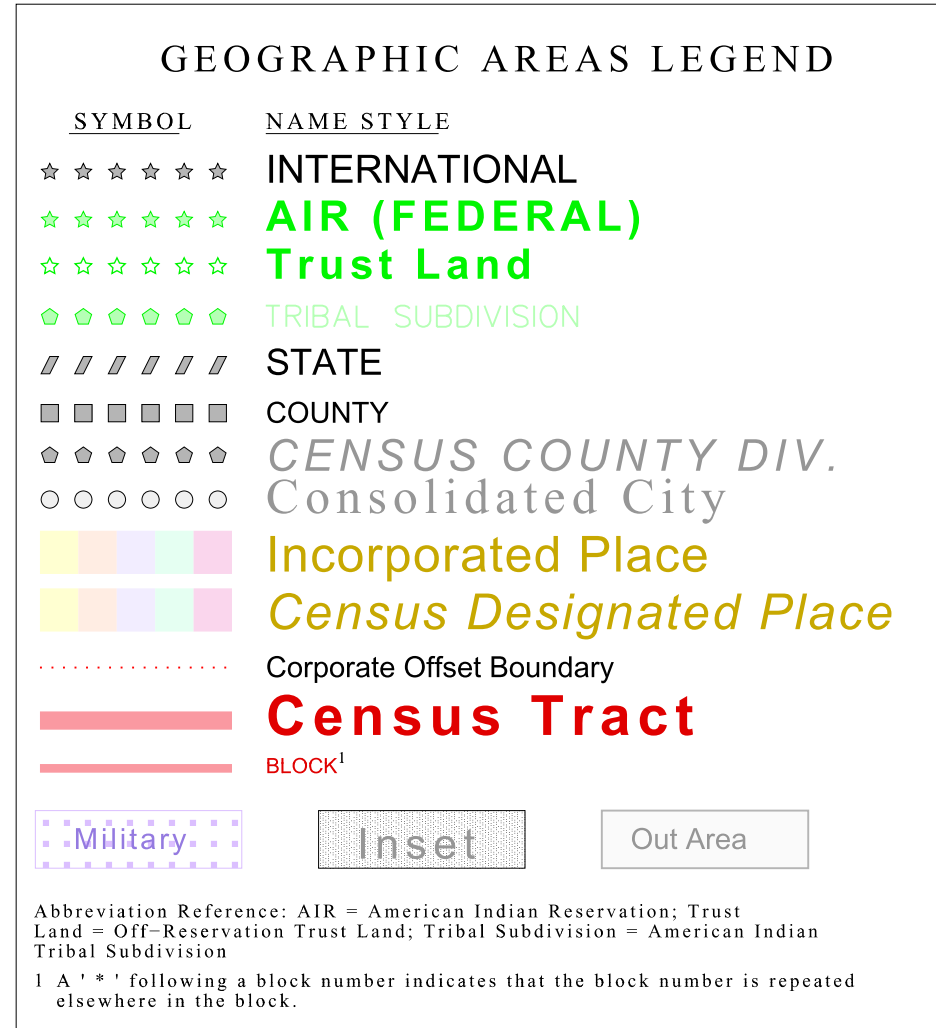 GEOGRAPHIC AREAS LEGEND
SYMBOL NAME STYLE
INTERNATIONAL
AIR (FEDERAL)
Trust Land
TRIBAL SUBDIVISION
STATE
COUNTY
CENSUS COUNTY DIV.
Consolidated City
Incorporated Place
Census Designated Place
Corporate Offset Boundary
Census Tract
BLOCK¹
Military Inset Out Area
Abbreviation Reference: AIR = American Indian Reservation; Trust
Land = Off−Reservation Trust Land; Tribal Subdivision = American Indian
Tribal Subdivision
1 A ' * ' following a block number indicates that the block number is repeated
elsewhere in the block.